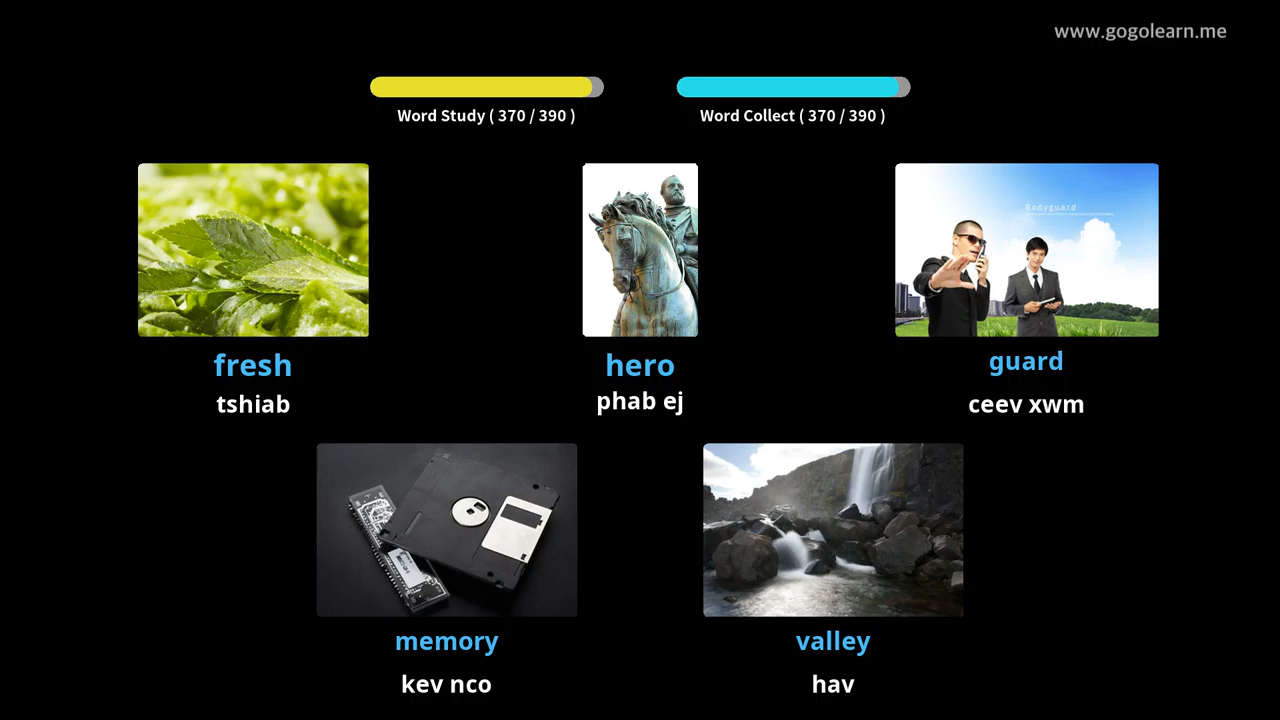 www.gogolearn.me
Word Study ( 370 / 390 )
Word Collect ( 370 / 390 )
Bodyguard
fresh
hero
guard
tshiab
phab ej
ceev xwm
memory
valley
kev nco
hav